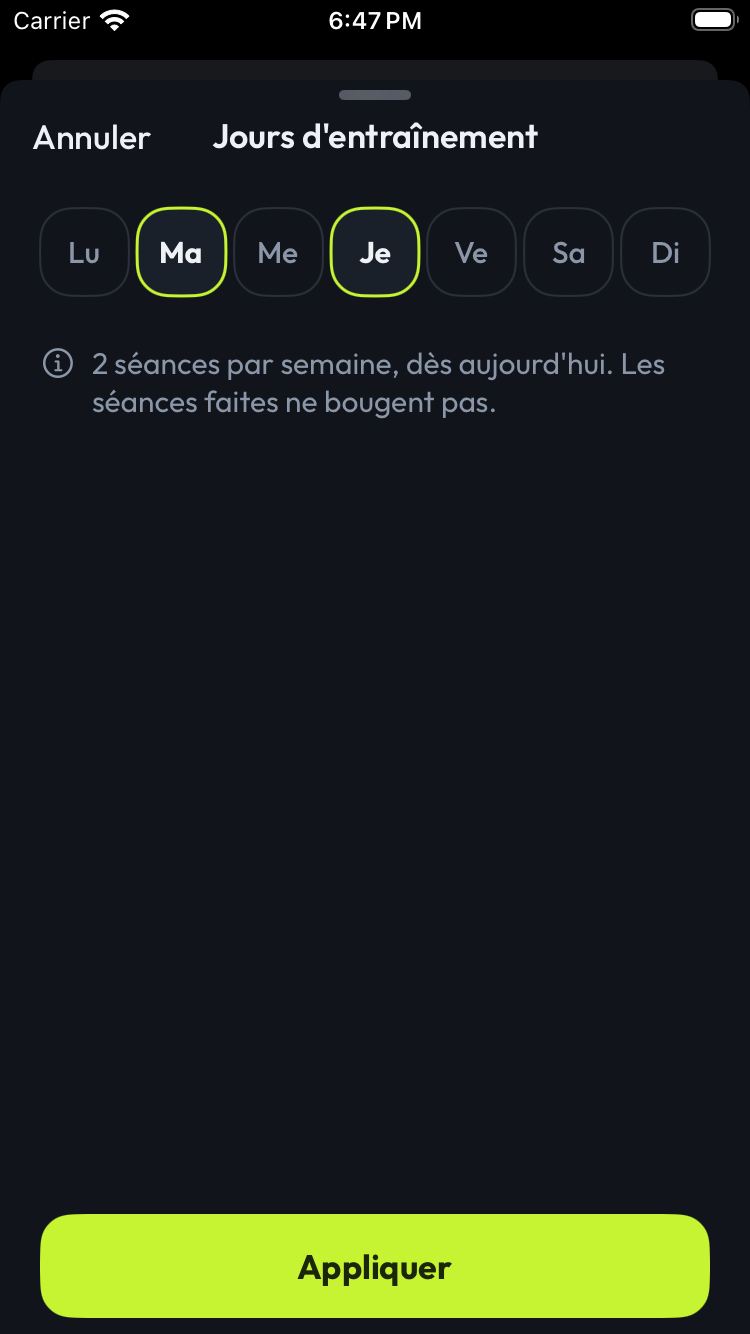 Carrier 6:47 PM
Annuler Jours d'entraînement
Lu Ma Me Je Ve Sa Di
2 séances par semaine, dès aujourd'hui. Les
séances faites ne bougent pas.
Appliquer